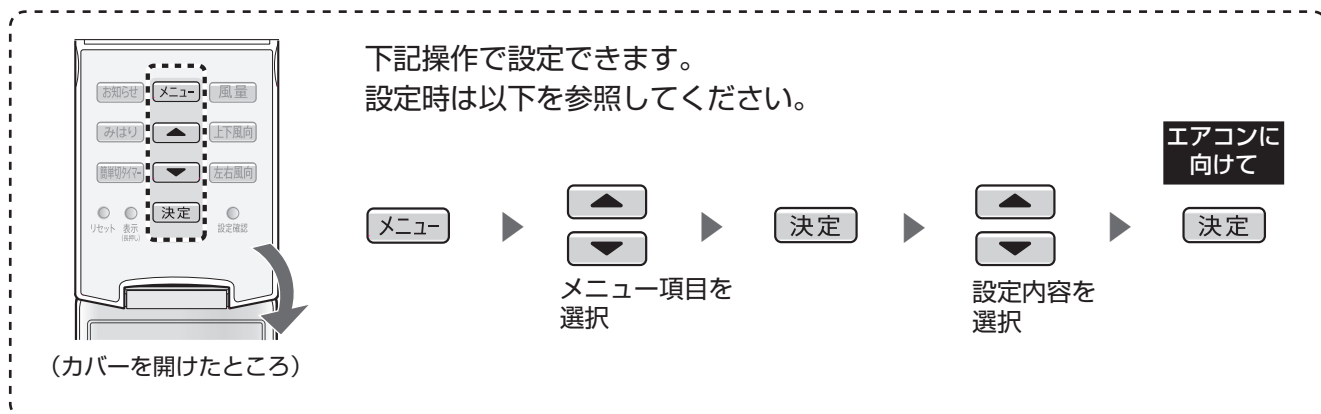 下記操作で設定できます。
設定時は以下を参照してください。
お知らせ メニュー 風量
みはり ▲ 上下風向
簡単切タイマー ▼ 左右風向
決定
リセット 表示 設定確認
(長押し)
(カバーを開けたところ)
エアコンに
向けて
メニュー ▶ ▲ ▼ ▶ 決定 ▶ ▲ ▼ ▶ 決定
メニュー項目を
選択
設定内容を
選択